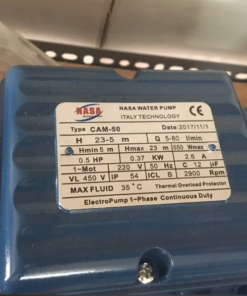 NASA
NASA WATER PUMP
ITALY TECHNOLOGY
CE
Type CAM-50 Date:2017/11/1
H 23-5 m Q 5-80 l/min
Hmin 5 m Hmax 23 m 550 Wmax
0.5 HP 0.37 KW 2.6 A
1~Mot 220 V 50 Hz C 12 µF
VL 450 V IP 54 ICL B 2900 Rpm
MAX FLUID 35°C Thermal Overload Protector
ElectroPump 1-Phase Continuous Duty